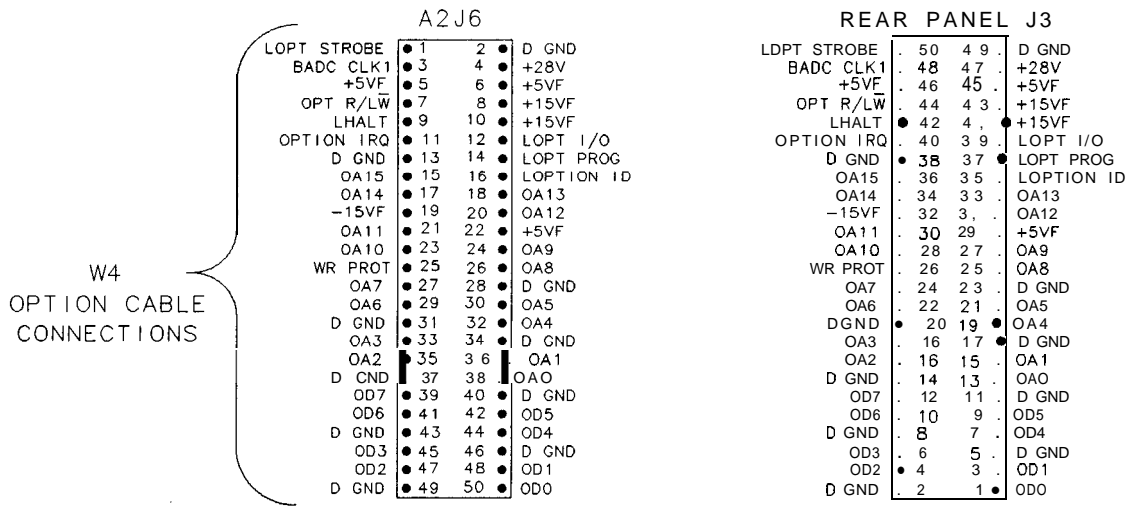 A2J6
LOPT STROBE 1 2 D GND
BADC CLK1 3 4 +28V
+5VF 5 6 +5VF
OPT R/LW̅ 7 8 +15VF
LHALT 9 10 +15VF
OPTION IRQ 11 12 LOPT I/O
D GND 13 14 LOPT PROG
OA15 15 16 LOPTION ID
OA14 17 18 OA13
-15VF 19 20 OA12
OA11 21 22 +5VF
OA10 23 24 OA9
WR PROT 25 26 OA8
OA7 27 28 D GND
OA6 29 30 OA5
D GND 31 32 OA4
OA3 33 34 D GND
OA2 35 36 OA1
D CND 37 38 OAO
OD7 39 40 D GND
OD6 41 42 OD5
D GND 43 44 OD4
OD3 45 46 D GND
OD2 47 48 OD1
D GND 49 50 ODO
W4
OPTION CABLE
CONNECTIONS
REAR PANEL J3
LDPT STROBE . 50 49 . D GND
BADC CLK1 . 48 47 . +28V
+5VF . 46 45 . +5VF
OPT R/LW̅ . 44 43 . +15VF
LHALT 42 4, +15VF
OPTION IRQ . 40 39 . LOPT I/O
D GND 38 37 LOPT PROG
OA15 . 36 35 . LOPTION ID
OA14 . 34 33 . OA13
-15VF . 32 3, . OA12
OA11 . 30 29 . +5VF
OA10 . 28 27 . OA9
WR PROT . 26 25 . OA8
OA7 . 24 23 . D GND
OA6 . 22 21 . OA5
DGND 20 19 OA4
OA3 . 16 17 D GND
OA2 . 16 15 . OA1
D GND . 14 13 . OAO
OD7 . 12 11 . D GND
OD6 . 10 9 . OD5
D GND . 8 7 . OD4
OD3 . 6 5 . D GND
OD2 4 3 . OD1
D GND . 2 1 ODO